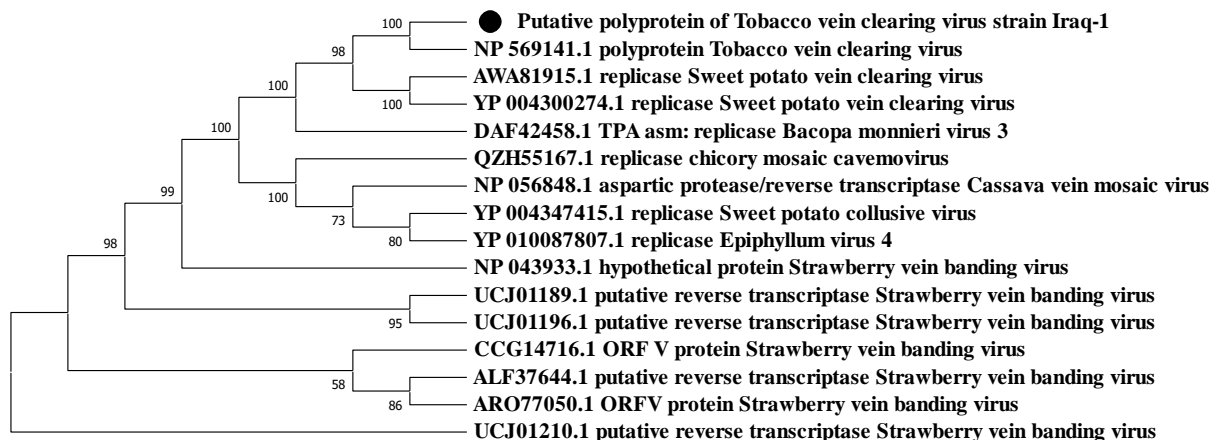 100 Putative polyprotein of Tobacco vein clearing virus strain Iraq-1
98 NP 569141.1 polyprotein Tobacco vein clearing virus
AWA81915.1 replicase Sweet potato vein clearing virus
100 100 YP 004300274.1 replicase Sweet potato vein clearing virus
100 DAF42458.1 TPA asm: replicase Bacopa monnieri virus 3
QZH55167.1 replicase chicory mosaic cavemovirus
99 100 NP 056848.1 aspartic protease/reverse transcriptase Cassava vein mosaic virus
73 YP 004347415.1 replicase Sweet potato collusive virus
98 80 YP 010087807.1 replicase Epiphyllum virus 4
NP 043933.1 hypothetical protein Strawberry vein banding virus
UCJ01189.1 putative reverse transcriptase Strawberry vein banding virus
95 UCJ01196.1 putative reverse transcriptase Strawberry vein banding virus
CCG14716.1 ORF V protein Strawberry vein banding virus
58 ALF37644.1 putative reverse transcriptase Strawberry vein banding virus
86 ARO77050.1 ORFV protein Strawberry vein banding virus
UCJ01210.1 putative reverse transcriptase Strawberry vein banding virus